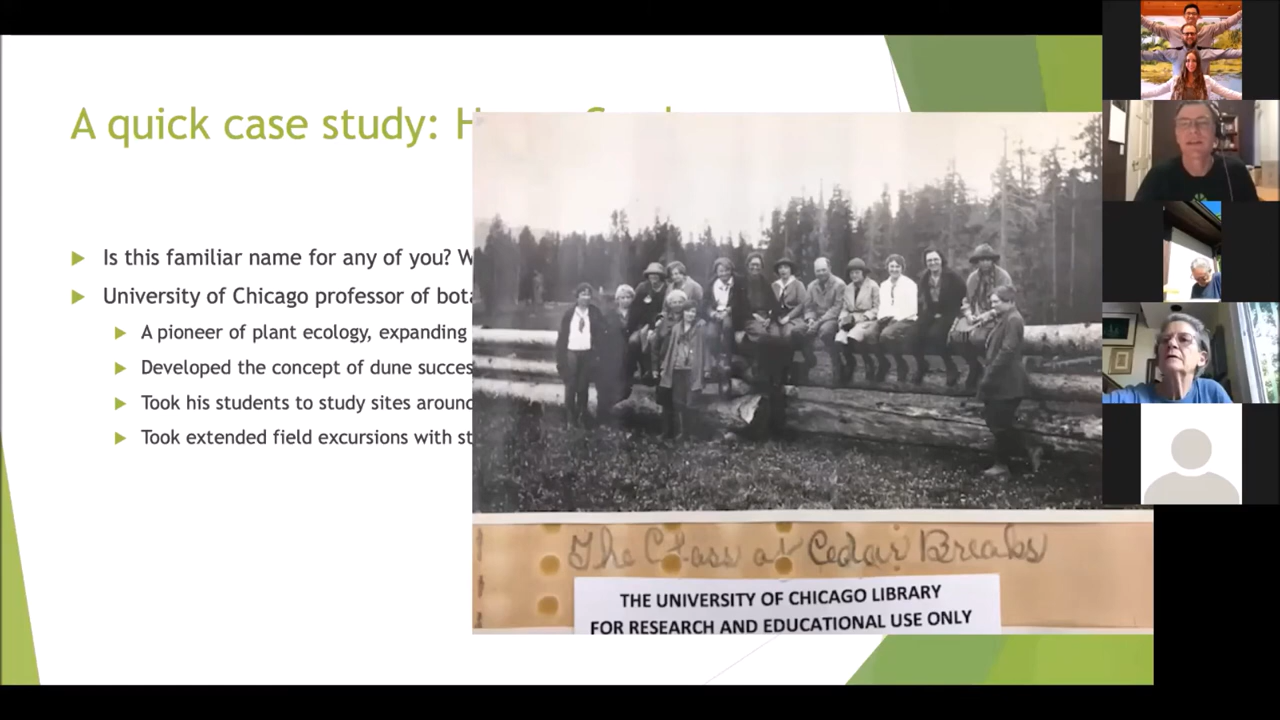 A quick case study: H
Is this familiar name for any of you? W
University of Chicago professor of bota
A pioneer of plant ecology, expanding
Developed the concept of dune succes
Took his students to study sites around
Took extended field excursions with st
The Class at Cedar Breaks
THE UNIVERSITY OF CHICAGO LIBRARY
FOR RESEARCH AND EDUCATIONAL USE ONLY